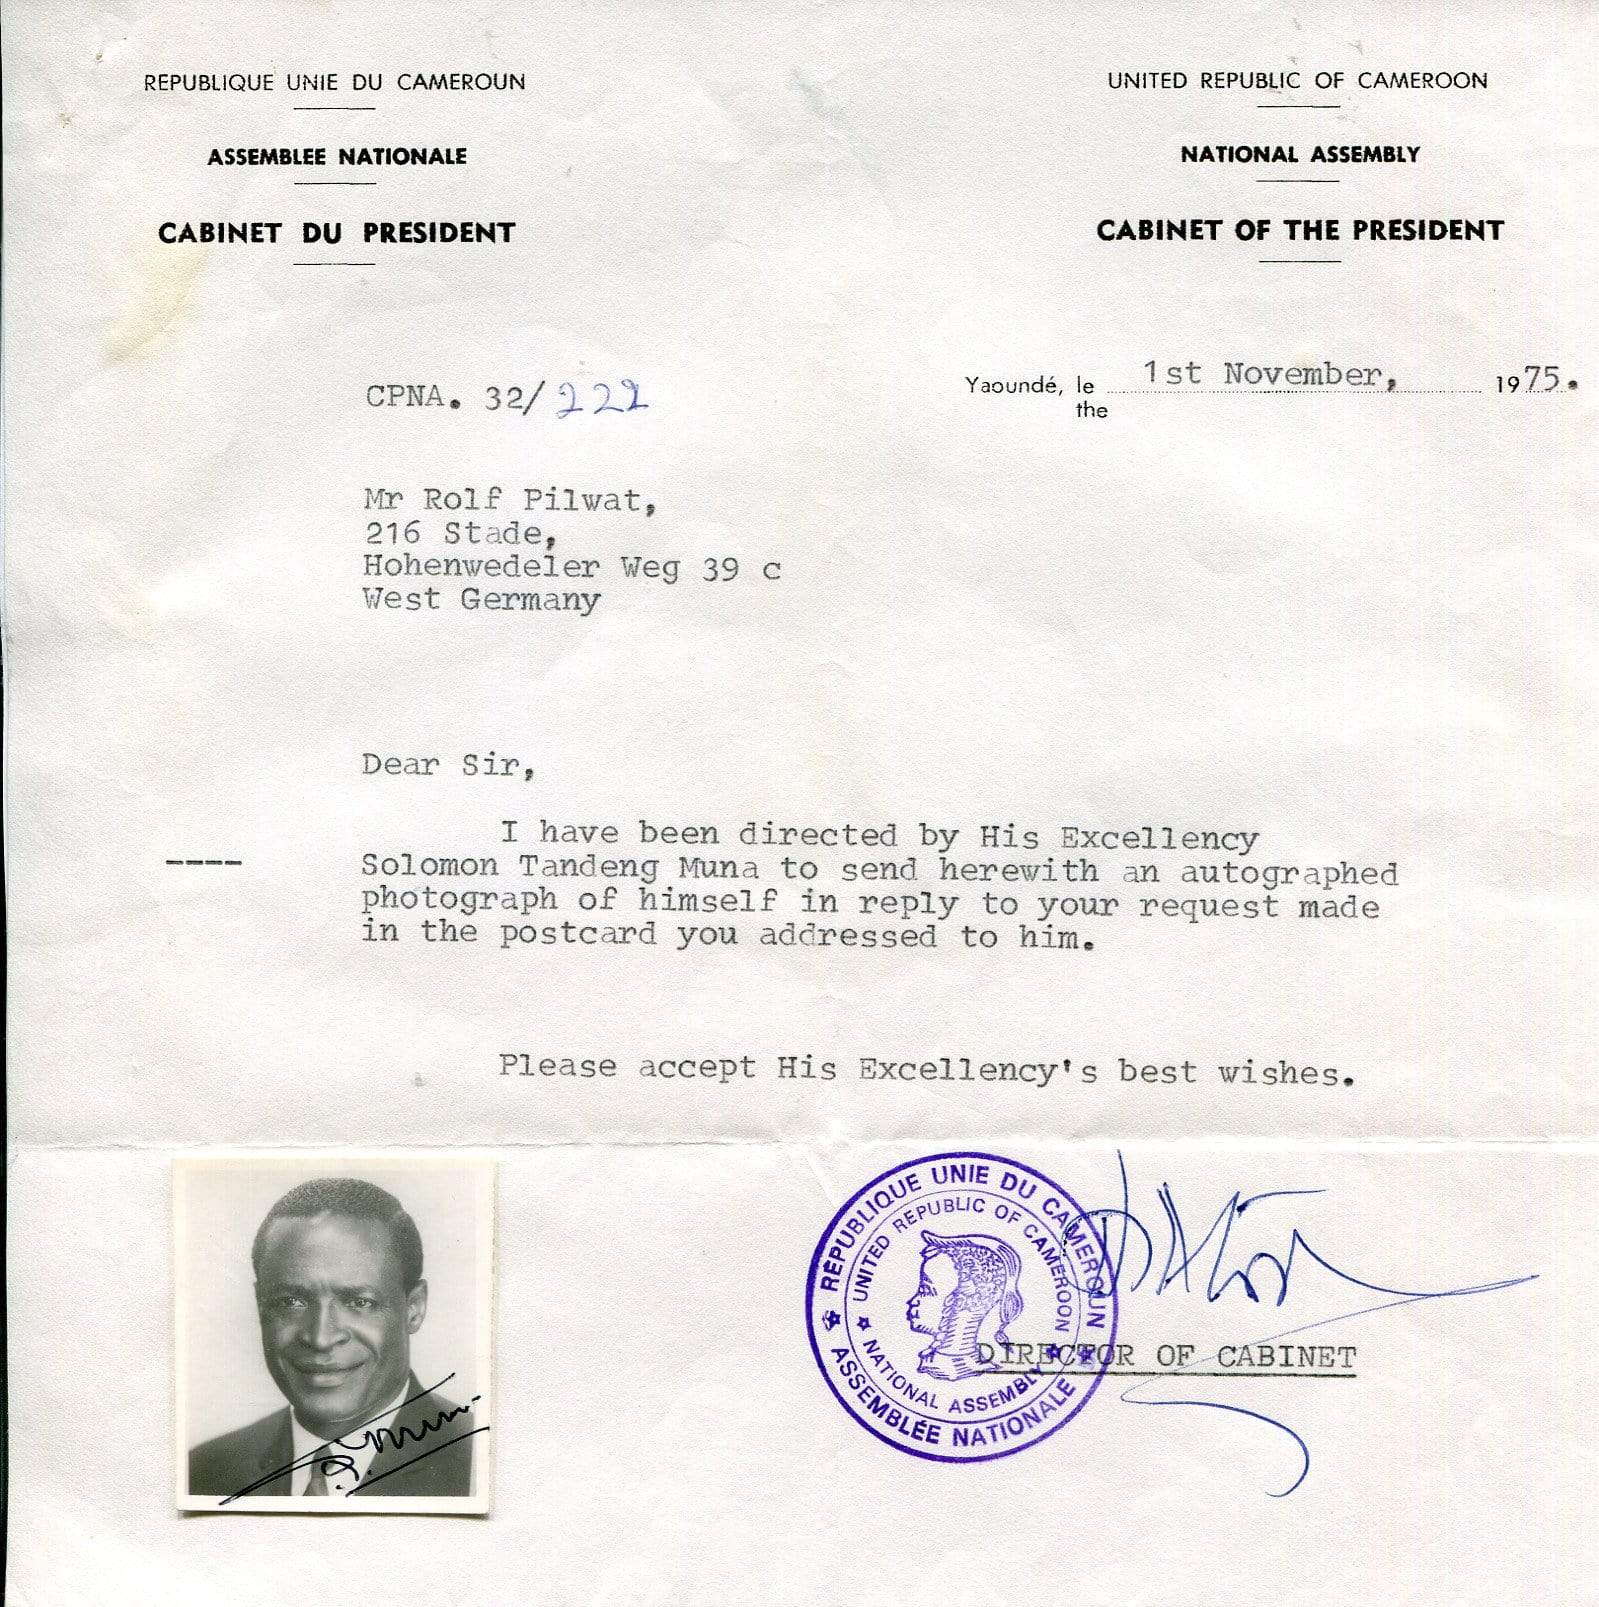 REPUBLIQUE UNIE DU CAMEROUN
ASSEMBLEE NATIONALE
CABINET DU PRESIDENT
UNITED REPUBLIC OF CAMEROON
NATIONAL ASSEMBLY
CABINET OF THE PRESIDENT
Yaoundé, le 1st November, 1975.
the
CPNA. 32/222
Mr Rolf Pilwat,
216 Stade,
Hohenwedeler Weg 39 c
West Germany
Dear Sir,
I have been directed by His Excellency
---- Solomon Tandeng Muna to send herewith an autographed
photograph of himself in reply to your request made
in the postcard you addressed to him.
Please accept His Excellency's best wishes.
RÉPUBLIQUE UNIE DU CAMEROUN
UNITED REPUBLIC OF CAMEROON
NATIONAL ASSEMBLY
ASSEMBLÉE NATIONALE
DIRECTOR OF CABINET